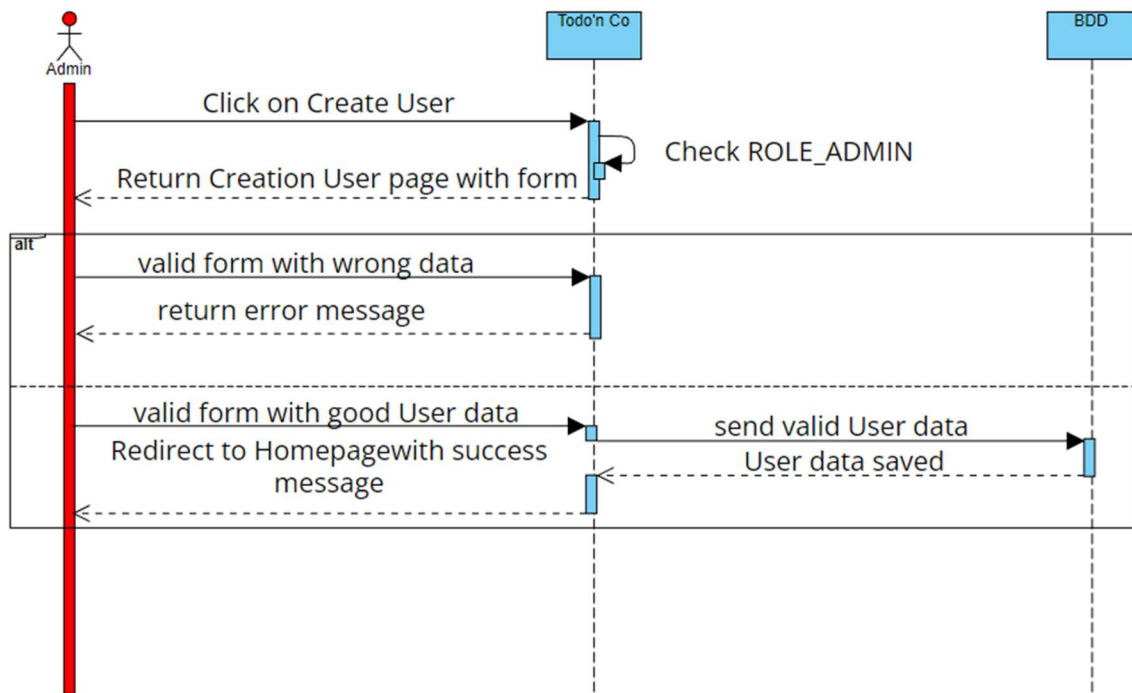 Todo'n Co
BDD
Admin
Click on Create User
Check ROLE_ADMIN
Return Creation User page with form
alt
valid form with wrong data
return error message
valid form with good User data
send valid User data
Redirect to Homepagewith success
message
User data saved